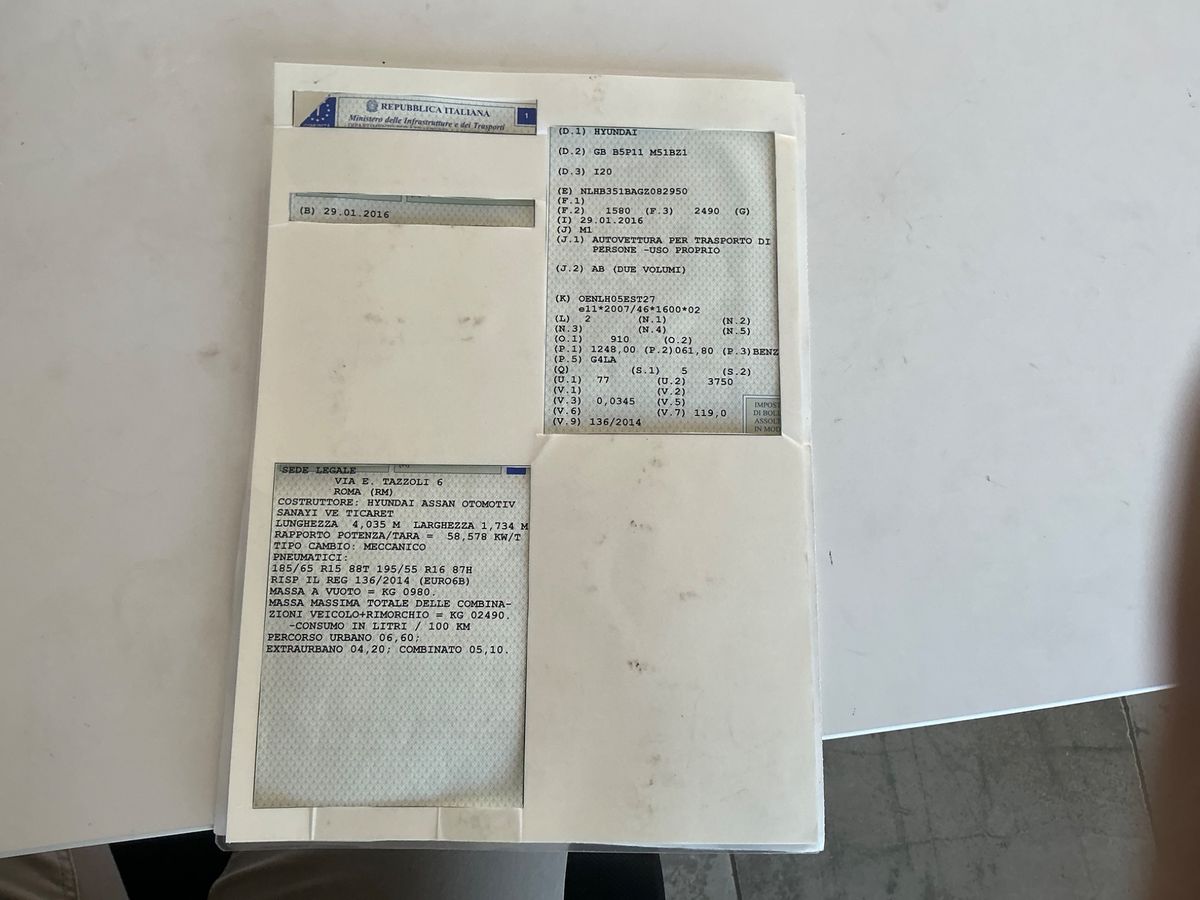 REPUBBLICA ITALIANA
1
Ministero delle Infrastrutture e dei Trasporti
(B) 29.01.2016
(D.1) HYUNDAI
(D.2) GB B5P11 M51BZ1
(D.3) I20
(E) NLHB351BAGZ082950
(F.1)
(F.2) 1580 (F.3) 2490 (G)
(I) 29.01.2016
(J) M1
(J.1) AUTOVETTURA PER TRASPORTO DI
PERSONE -USO PROPRIO
(J.2) AB (DUE VOLUMI)
(K) OENLH05EST27
e11*2007/46*1600*02
(L) 2 (N.1) (N.2)
(N.3) (N.4) (N.5)
(O.1) 910 (O.2)
(P.1) 1248,00 (P.2)061,80 (P.3)BENZ
(P.5) G4LA
(Q) (S.1) 5 (S.2)
(U.1) 77 (U.2) 3750
(V.1) (V.2)
(V.3) 0,0345 (V.5)
(V.6) (V.7) 119,0
(V.9) 136/2014
IMPOST
DI BOL
ASSOL
IN MOD
SEDE LEGALE
VIA E. TAZZOLI 6
ROMA (RM)
COSTRUTTORE: HYUNDAI ASSAN OTOMOTIV
SANAYI VE TICARET
LUNGHEZZA 4,035 M LARGHEZZA 1,734 M
RAPPORTO POTENZA/TARA = 58,578 KW/T
TIPO CAMBIO: MECCANICO
PNEUMATICI:
185/65 R15 88T 195/55 R16 87H
RISP IL REG 136/2014 (EURO6B)
MASSA A VUOTO = KG 0980.
MASSA MASSIMA TOTALE DELLE COMBINA-
ZIONI VEICOLO+RIMORCHIO = KG 02490.
-CONSUMO IN LITRI / 100 KM
PERCORSO URBANO 06,60;
EXTRAURBANO 04,20; COMBINATO 05,10.